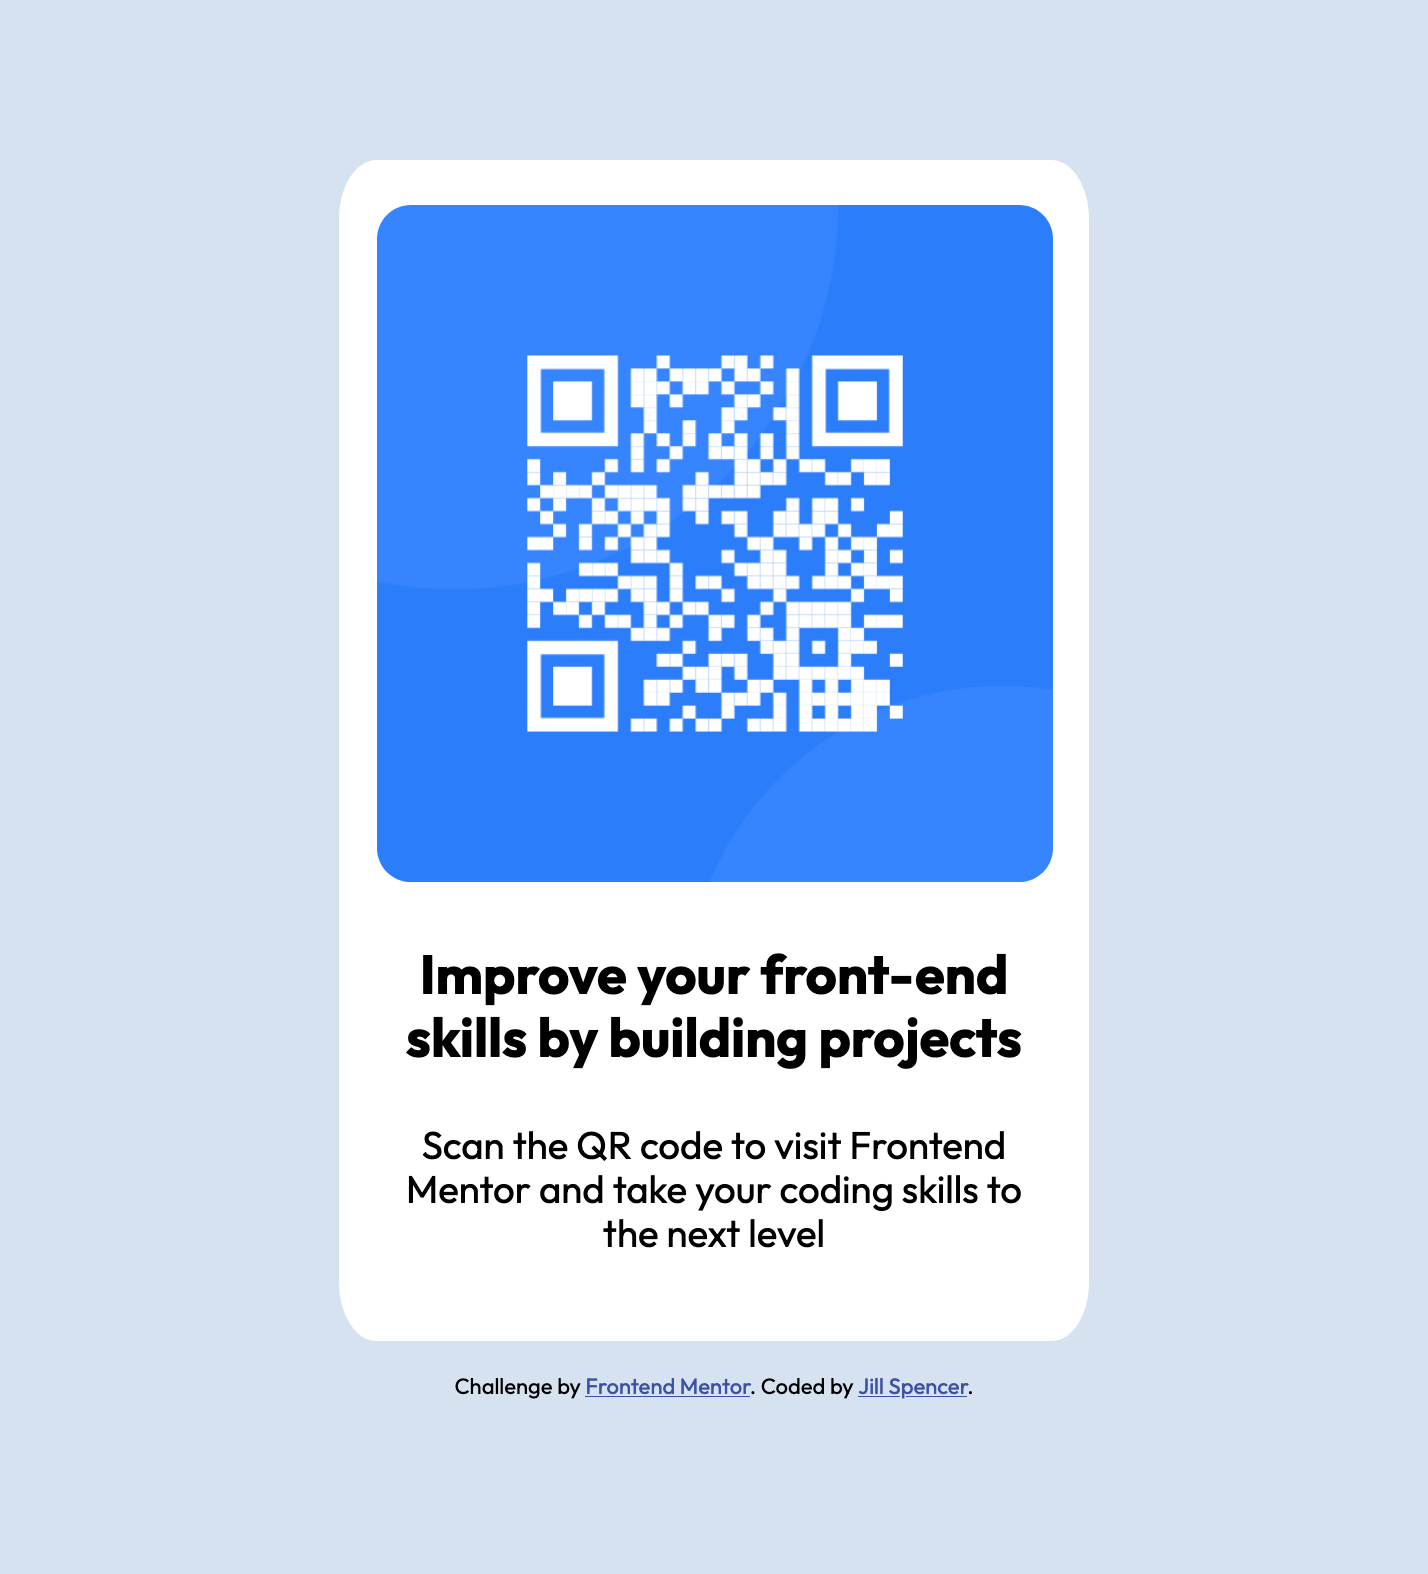 Improve your front-end
skills by building projects
Scan the QR code to visit Frontend
Mentor and take your coding skills to
the next level
Challenge by Frontend Mentor. Coded by Jill Spencer.